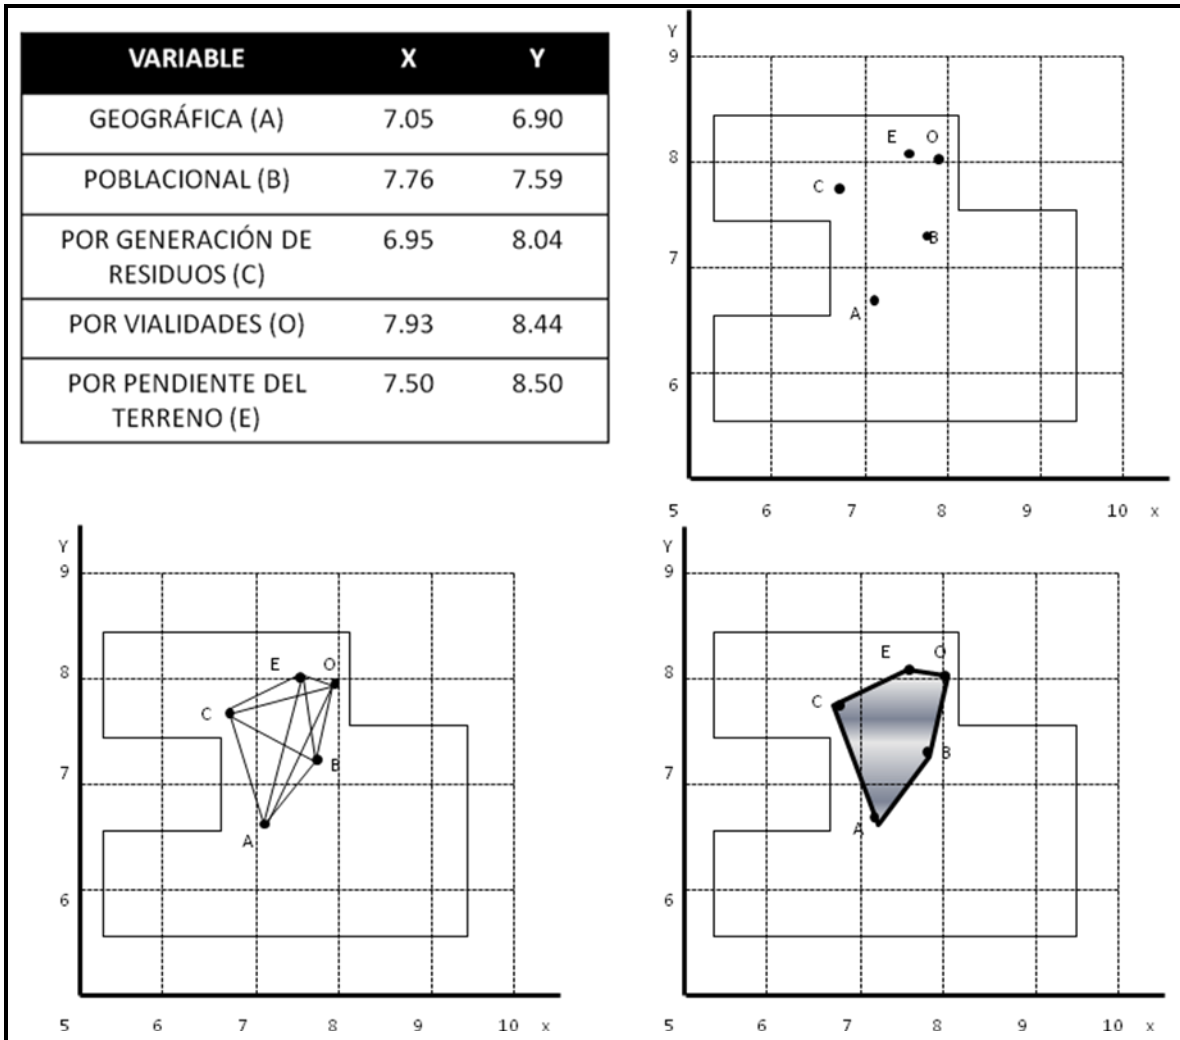 VARIABLE X Y
GEOGRÁFICA (A) 7.05 6.90
POBLACIONAL (B) 7.76 7.59
POR GENERACIÓN DE 6.95 8.04
RESIDUOS (C)
POR VIALIDADES (O) 7.93 8.44
POR PENDIENTE DEL 7.50 8.50
TERRENO (E)
Y
9
E O
8
C
B
7
A
6
5 6 7 8 9 10 x
Y
9
E O
8
C
B
7
A
6
5 6 7 8 9 10 x
Y
9
E O
8
C
B
7
A
6
5 6 7 8 9 10 x